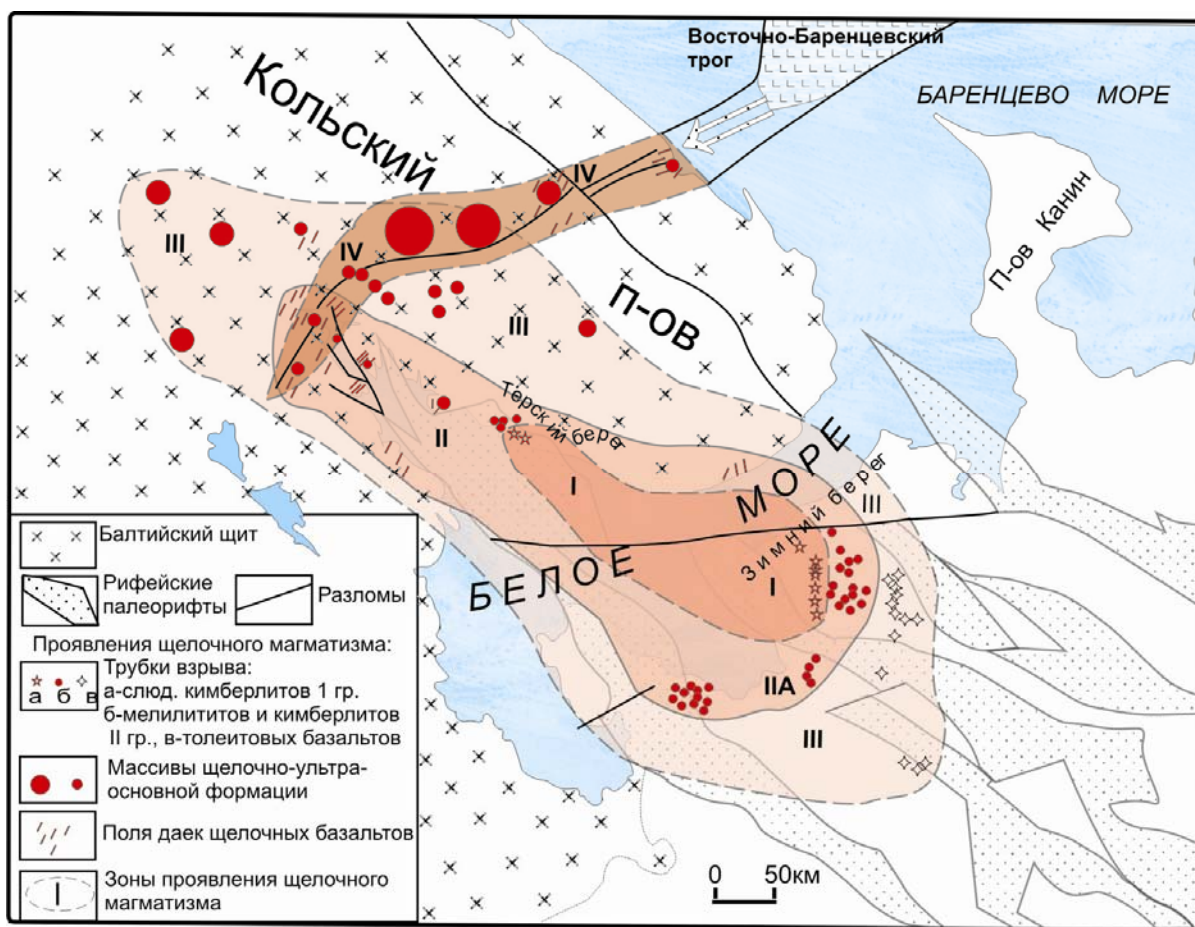 Восточно-Баренцевский
трог
БАРЕНЦЕВО МОРЕ
Кольский
П-ов
П-ов Канин
IV
III
IV
III
Терский берег
II
I
МОРЕ
Зимний берег
III
БЕЛОЕ
I
IIA
III
Балтийский щит
Рифейские
палеорифты
Разломы
Проявления щелочного магматизма:
Трубки взрыва:
а-слюд. кимберлитов 1 гр.
а б в
б-мелилититов и кимберлитов
II гр., в-толеитовых базальтов
Массивы щелочно-ультра-
основной формации
Поля даек щелочных базальтов
I
Зоны проявления щелочного
магматизма
0 50км